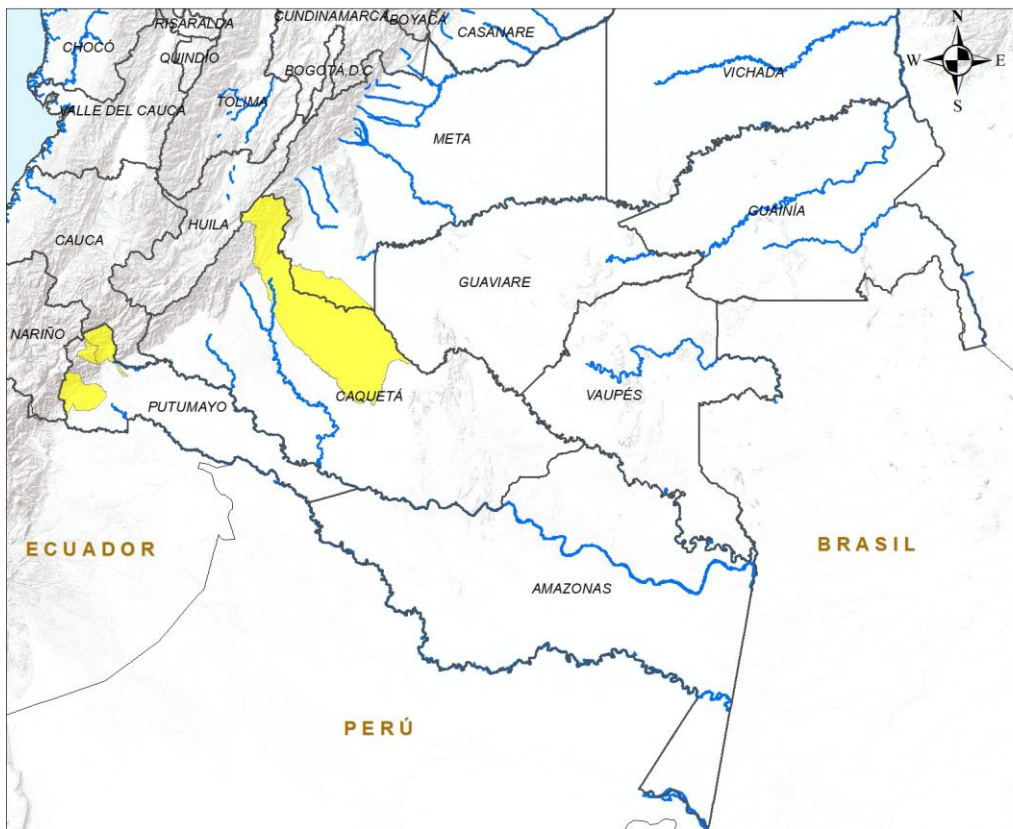 CUNDINAMARCA
BOYACÁ
RISARALDA
N
CHOCÓ
CASANARE
QUINDÍO
BOGOTÁ,D.C
VICHADA
W
E
S
VALLE DEL CAUCA
TOLIMA
META
GUAINÍA
HUILA
CAUCA
GUAVIARE
NARIÑO
CAQUETÁ
VAUPÉS
PUTUMAYO
ECUADOR
BRASIL
AMAZONAS
PERÚ